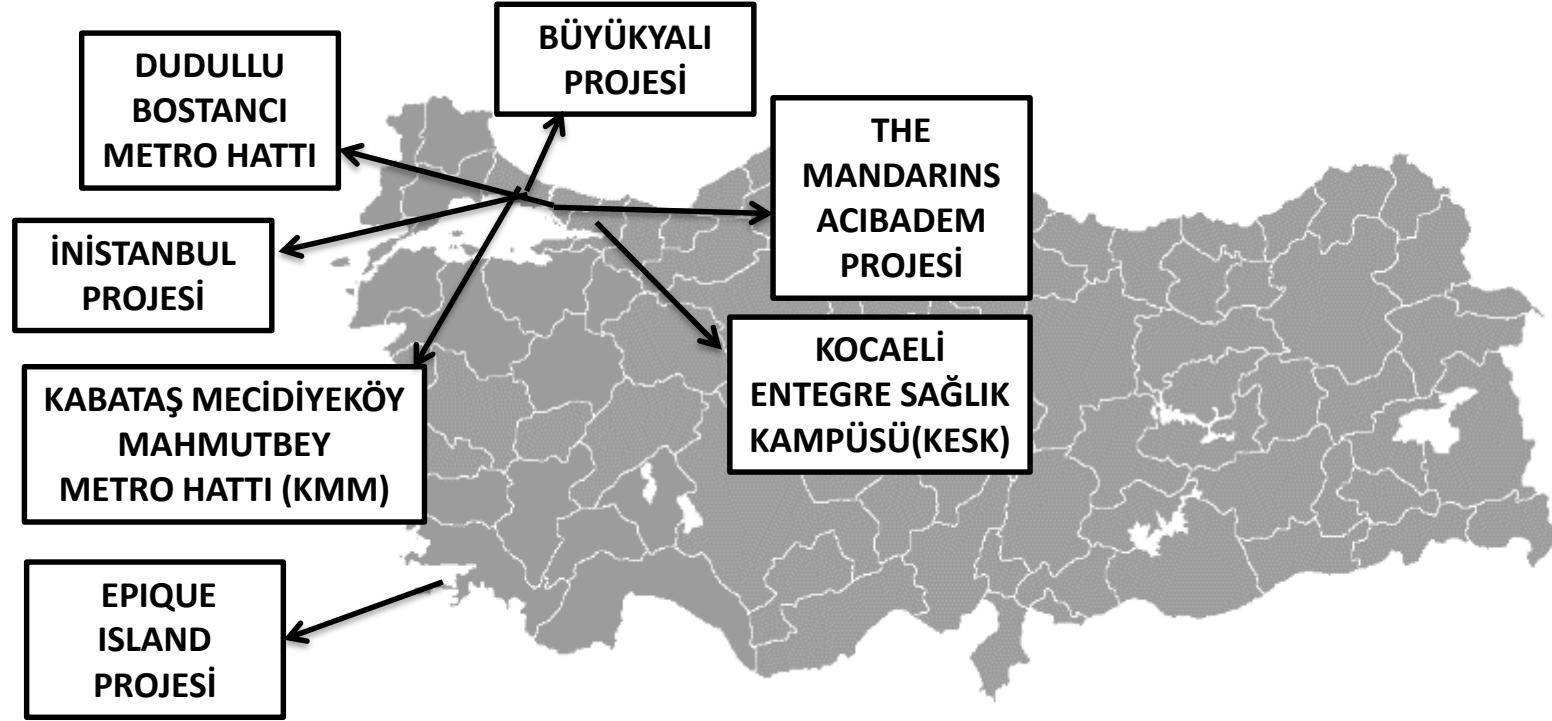 DUDULLU
BOSTANCI
METRO HATTI
BÜYÜKYALI
PROJESİ
THE
MANDARINS
ACIBADEM
PROJESİ
İNİSTANBUL
PROJESİ
KOCAELİ
ENTEGRE SAĞLIK
KAMPÜSÜ(KESK)
KABATAŞ MECİDİYEKÖY
MAHMUTBEY
METRO HATTI (KMM)
EPIQUE
ISLAND
PROJESİ